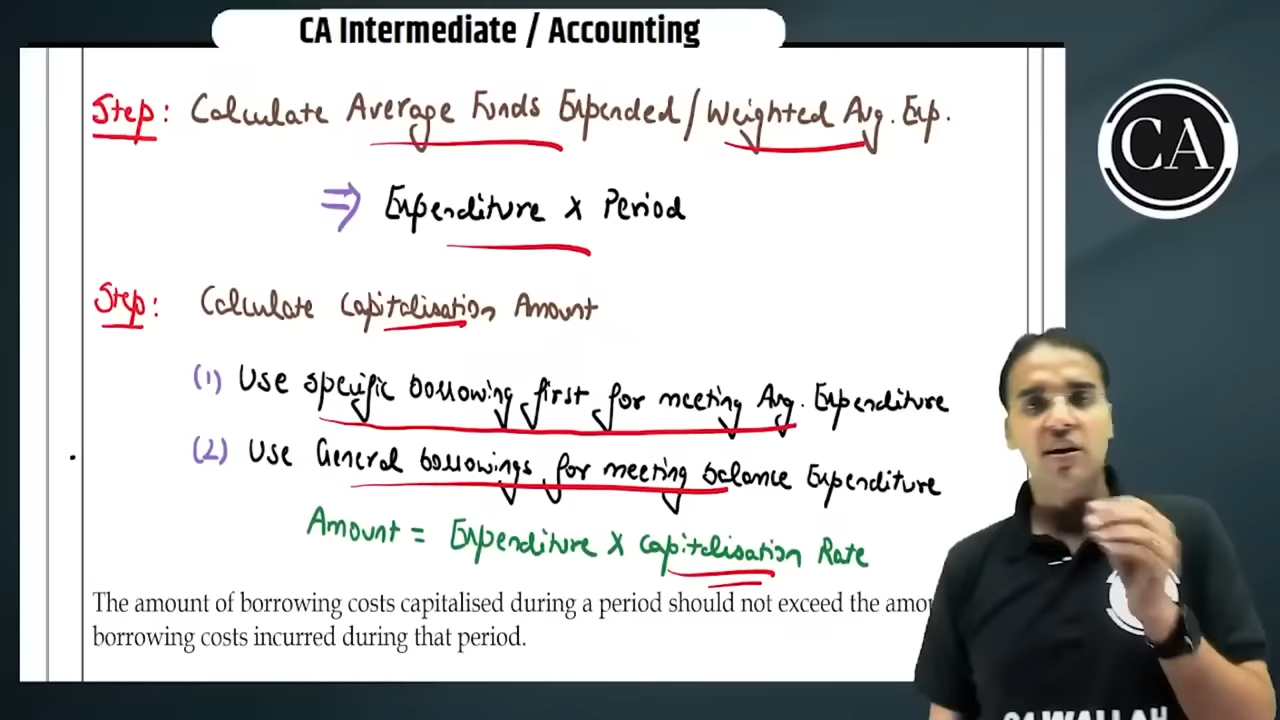 CA Intermediate / Accounting
Step: Calculate Average Funds Expended/Weighted Avg. Exp.
⇒ Expenditure x Period
Step: Calculate Capitalisation Amount
(1) Use specific borrowing first for meeting Avg. Expenditure
(2) Use General borrowings for meeting balance Expenditure
Amount = Expenditure x Capitalisation Rate
The amount of borrowing costs capitalised during a period should not exceed the
borrowing costs incurred during that period.
CA
WALLAH